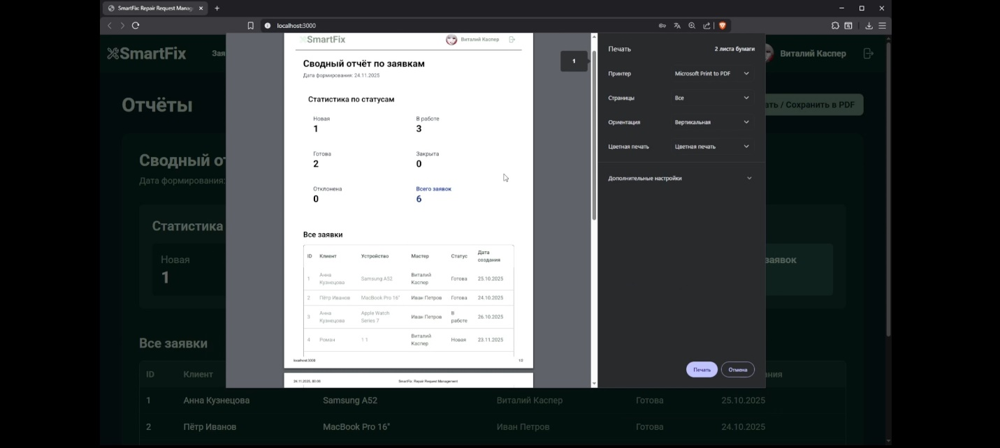 SmartFix: Repair Request Manag
localhost:3000
SmartFix
Зая
Виталий Каспер
Отчёты
ать / Сохранить в PDF
Сводный от
Дата формирования:
Статистика
Новая
1
заявок
Все заявки
ID Клиент ания
1 Анна Кузнецова Samsung A52 Виталий Каспер Готова 25.10.2025
2 Пётр Иванов MacBook Pro 16" Иван Петров Готова 24.10.2025
SmartFix
Виталий Каспер
Сводный отчёт по заявкам
Дата формирования: 24.11.2025
Статистика по статусам
Новая В работе
1 3
Готова Закрыта
2 0
Отклонена Всего заявок
0 6
Все заявки
ID Клиент Устройство Мастер Статус Дата создания
1 Анна Кузнецова Samsung A52 Виталий Каспер Готова 25.10.2025
2 Пётр Иванов MacBook Pro 16" Иван Петров Готова 24.10.2025
3 Анна Кузнецова Apple Watch Series 7 Иван Петров В работе 26.10.2025
4 Роман 1 1 Виталий Каспер Новая 23.11.2025
localhost:3000 1/2
24.11.2025, SmartFix: Repair Request Management
1
Печать 2 листа бумаги
Принтер Microsoft Print to PDF
Страницы Все
Ориентация Вертикальная
Цветная печать Цветная печать
Дополнительные настройки
Печать Отмена